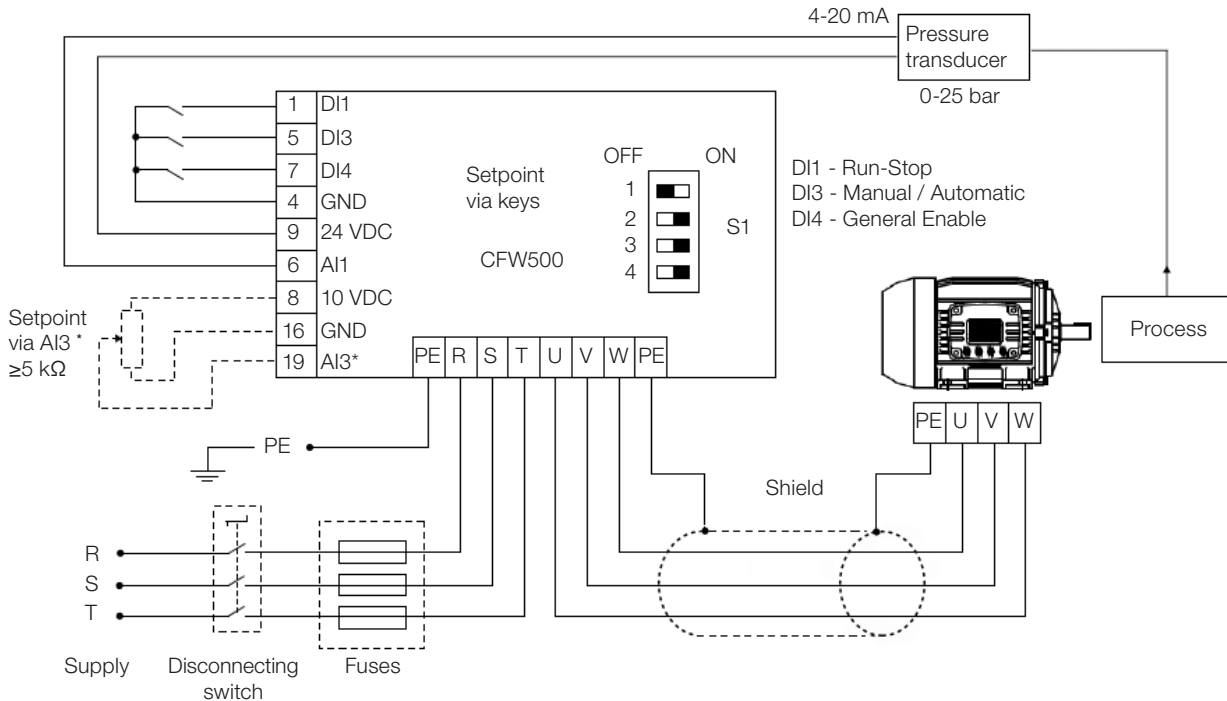 4-20 mA
Pressure
transducer
0-25 bar
1 DI1
5 DI3
7 DI4
4 GND
9 24 VDC
6 AI1
8 10 VDC
16 GND
19 AI3*
Setpoint
via keys
CFW500
OFF ON
1
2
3
4
S1
DI1 - Run-Stop
DI3 - Manual / Automatic
DI4 - General Enable
Setpoint
via AI3 *
≥5 kΩ
PE R S T U V W PE
Process
PE U V W
PE
Shield
R
S
T
Supply
Disconnecting
switch
Fuses